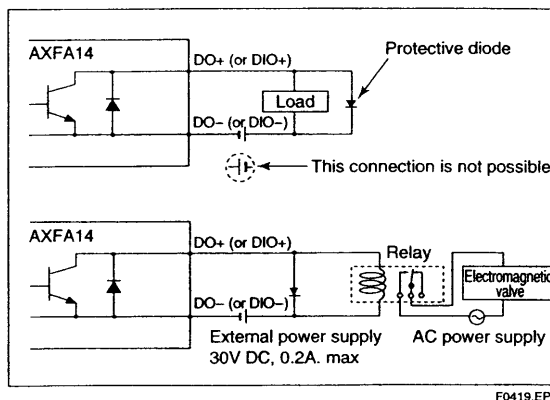 AXFA14
DO+ (or DIO+)
Protective diode
Load
DO− (or DIO−)
This connection is not possible
AXFA14
DO+ (or DIO+)
Relay
Electromagnetic
valve
DO− (or DIO−)
External power supply
30V DC, 0.2A. max
AC power supply
F0419.EP